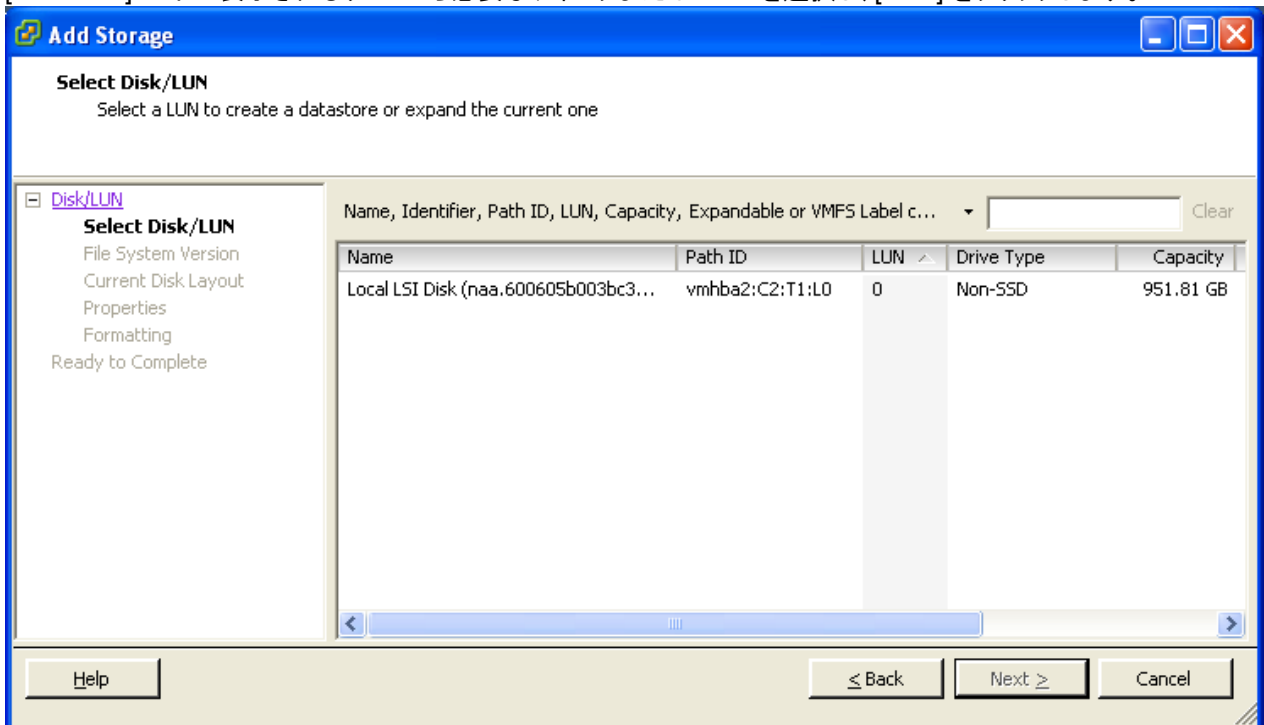 Add Storage
Select Disk/LUN
Select a LUN to create a datastore or expand the current one
Disk/LUN
Select Disk/LUN
File System Version
Current Disk Layout
Properties
Formatting
Ready to Complete
Name, Identifier, Path ID, LUN, Capacity, Expandable or VMFS Label c...
Clear
Name Path ID LUN Drive Type Capacity
Local LSI Disk (naa.600605b003bc3... vmhba2:C2:T1:L0 0 Non-SSD 951.81 GB
Help
< Back
Next >
Cancel